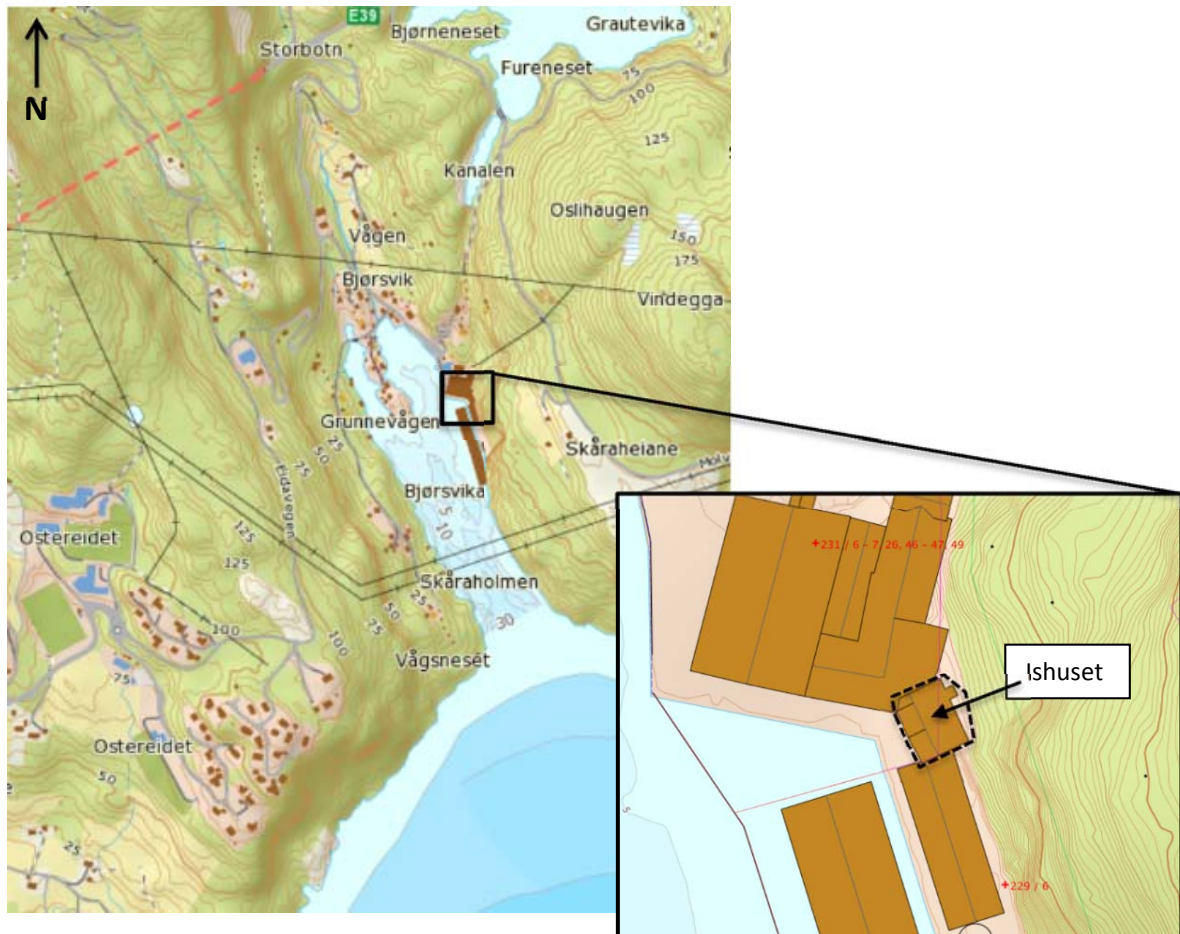 E39
Bjørneneset
Grautevika
Storbotn
Fureneset
N
75
100
125
Kanalen
Oslihaugen
Vågen
150
175
Bjørsvik
Vindegga
Grunnevågen
25
50
75
Skåraheiane
Molv
Eidavegen
Bjørsvika
5
10
125
Ostereidet
125
Skåraholmen
25
50
75
30
100
100
Vågsneset
75
Ostereidet
50
25
e
+231 / 6 - 7, 26, 46 - 47, 49
Ishuset
5
+229 / 6